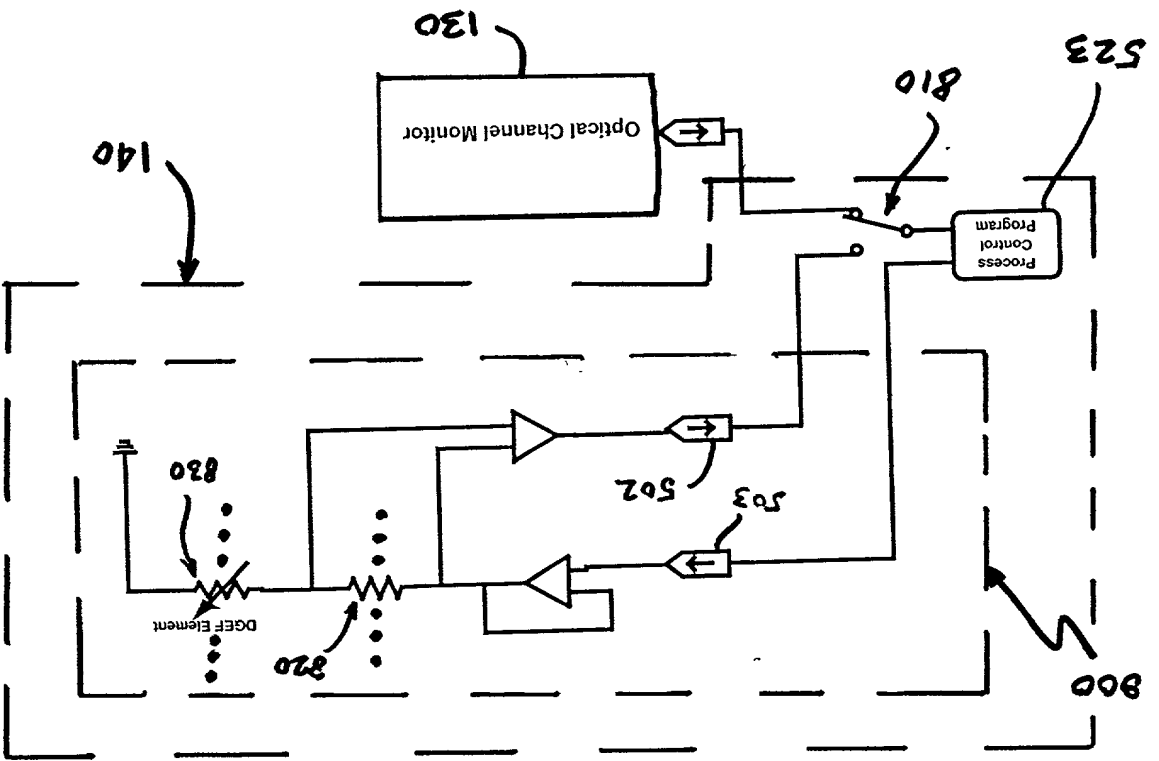 800
820
DGEF Element
830
503
502
Process
Control
Program
140
810
523
Optical Channel Monitor
130